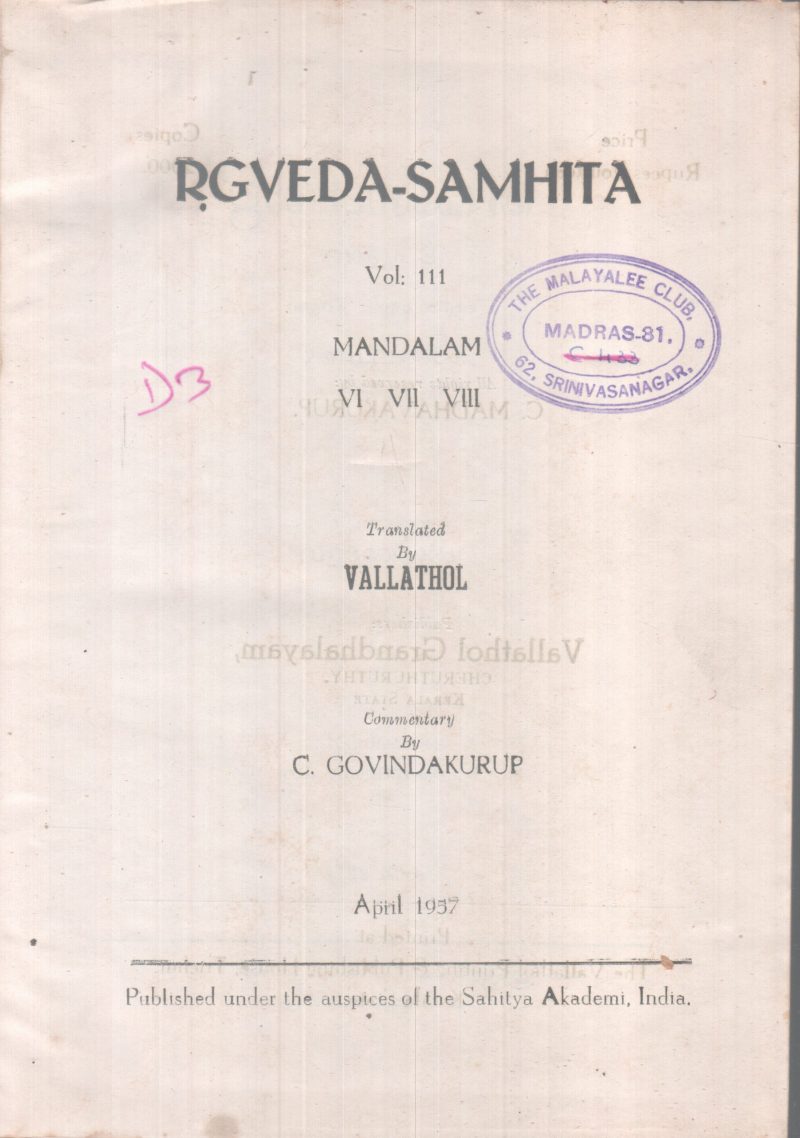 ṚGVEDA-SAMHITA
Vol: 111
MANDALAM
VI VII VIII
THE MALAYALEE CLUB,
MADRAS-81.
C 433
62, SRINIVASANAGAR.
D3
Translated
By
VALLATHOL
Commentary
By
C. GOVINDAKURUP
April 1957
Published under the auspices of the Sahitya Akademi, India.